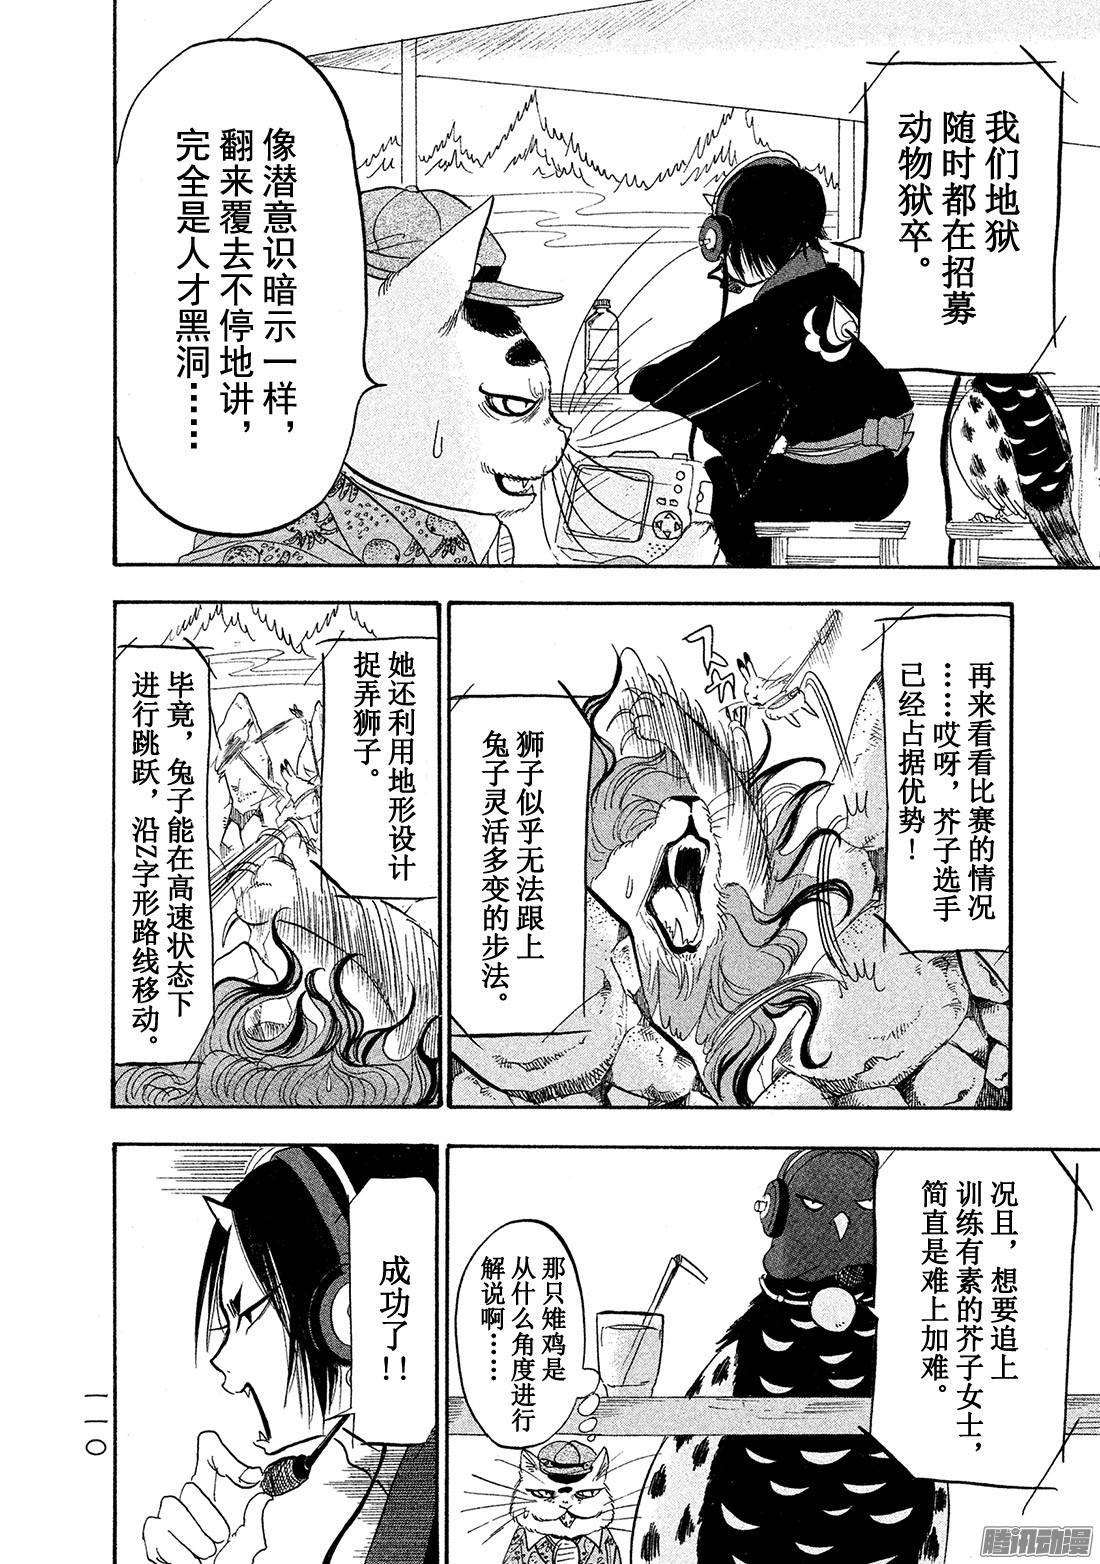 我们地狱
随时都在招募
动物狱卒。
像潜意识暗示一样，
翻来覆去不停地讲，
完全是人才黑洞……
再来看看比赛的情况
……哎呀，芥子选手
已经占据优势！
ズガガ
狮子似乎无法跟上
兔子灵活多变的步法。
她还利用地形设计
捉弄狮子。
毕竟，兔子能在高速状态下
进行跳跃，沿Z字形路线移动。
况且，想要追上
训练有素的芥子女士，
简直是难上加难。
那只雉鸡是
从什么角度进行
解说啊……
成功了!!
一一〇
腾讯动漫